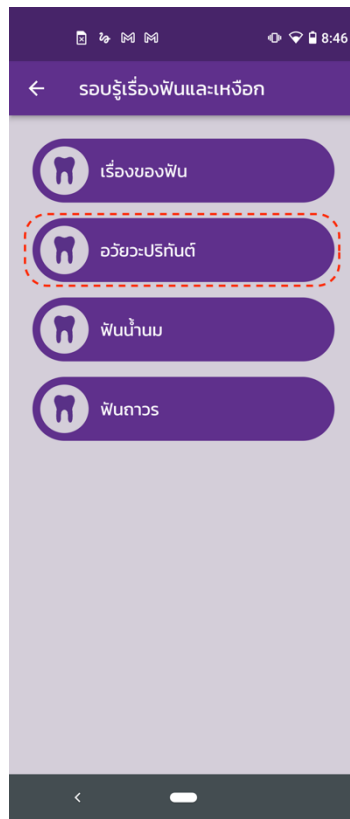 8:46
รอบรู้เรื่องฟันและเหงือก
เรื่องของฟัน
อวัยวะปริทันต์
ฟันน้ำนม
ฟันถาวร